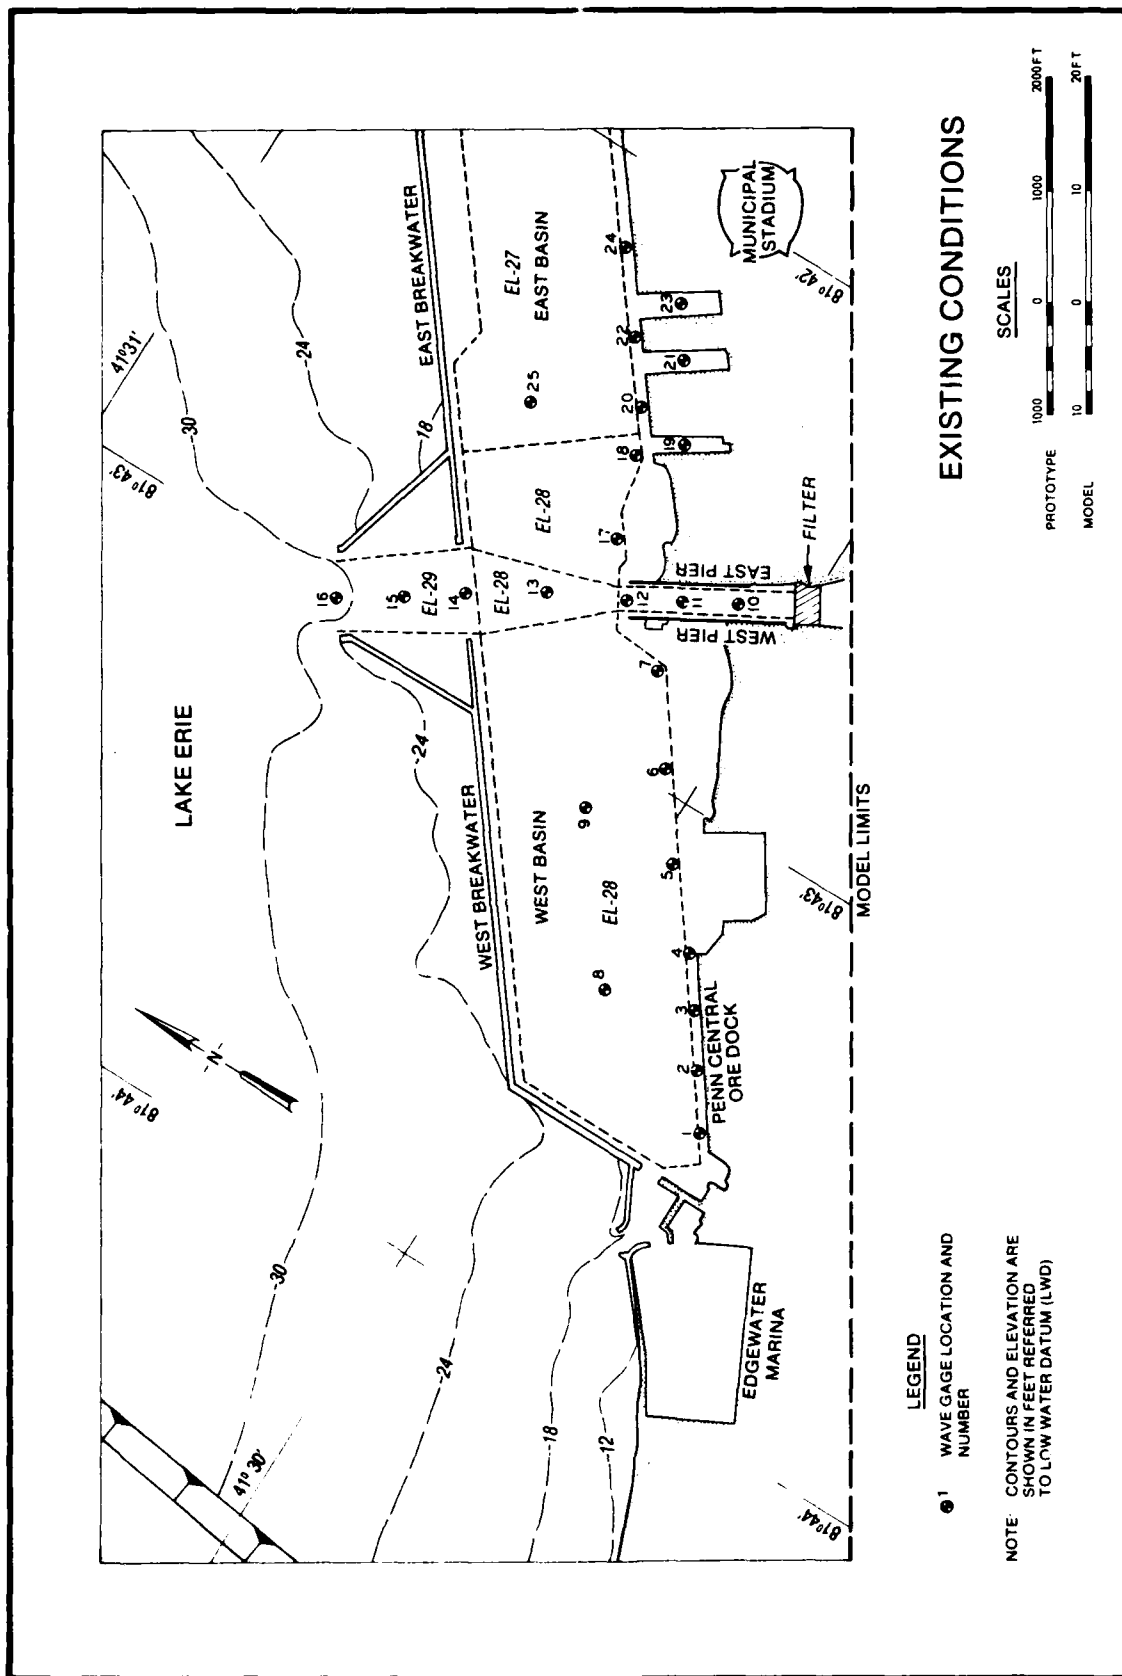 LAKE ERIE
81°44'
81°43'
41°31'
41° 30'
-30
-30
-24
-24
-24
-18
-18
-12
WEST BREAKWATER
EAST BREAKWATER
WEST BASIN
EAST BASIN
EL-28
EL-28
EL-28
EL-29
EL-27
1
2
3
4
5
6
7
8
9
10
11
12
13
14
15
16
17
18
19
20
21
22
23
24
25
N
EDGEWATER
MARINA
PENN CENTRAL
ORE DOCK
WEST PIER
EAST PIER
FILTER
MUNICIPAL
STADIUM
81°44'
81°43'
81°42'
MODEL LIMITS
LEGEND
1 WAVE GAGE LOCATION AND
NUMBER
NOTE: CONTOURS AND ELEVATION ARE
SHOWN IN FEET REFERRED
TO LOW WATER DATUM (LWD)
EXISTING CONDITIONS
SCALES
PROTOTYPE 1000 0 1000 2000 FT
MODEL 10 0 10 20 FT